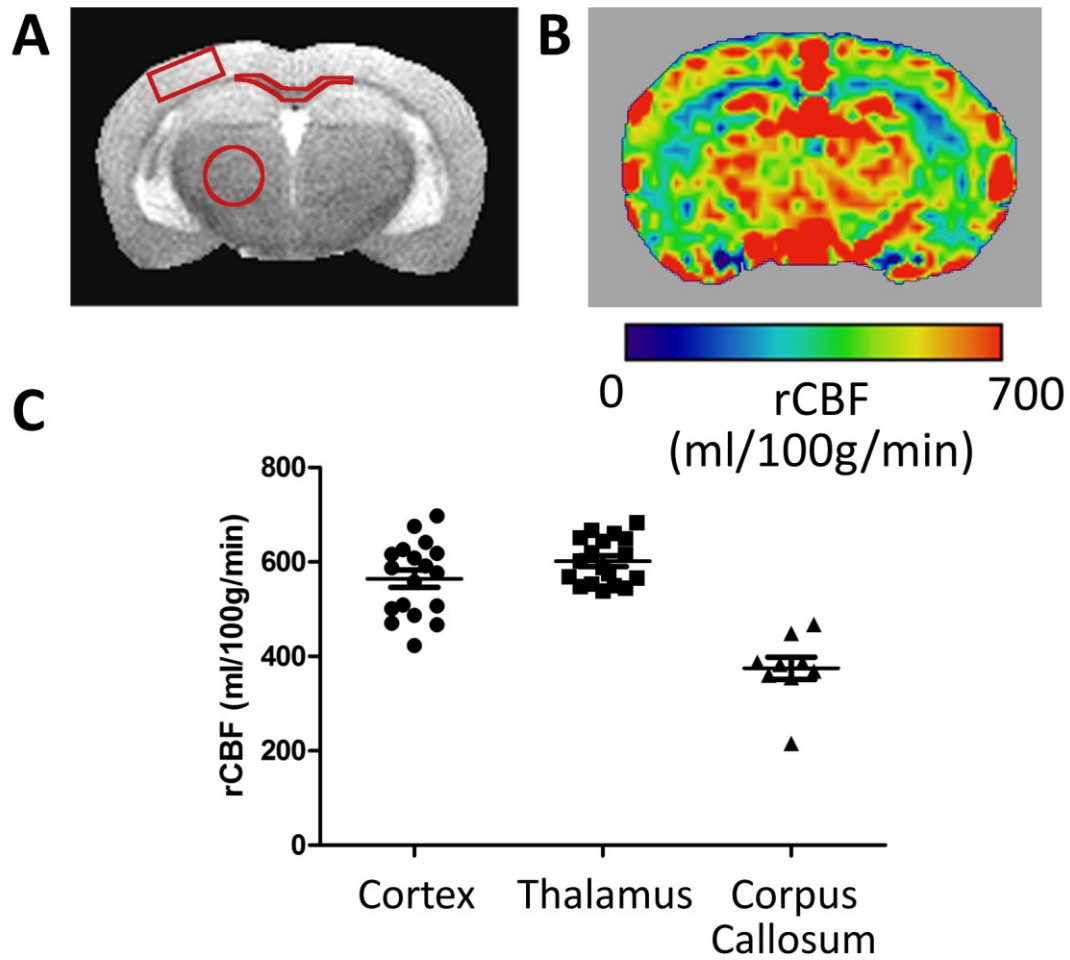 A
B
0
700
rCBF
(ml/100g/min)
C
rCBF (ml/100g/min)
800
600
400
200
0
Cortex
Thalamus
Corpus
Callosum